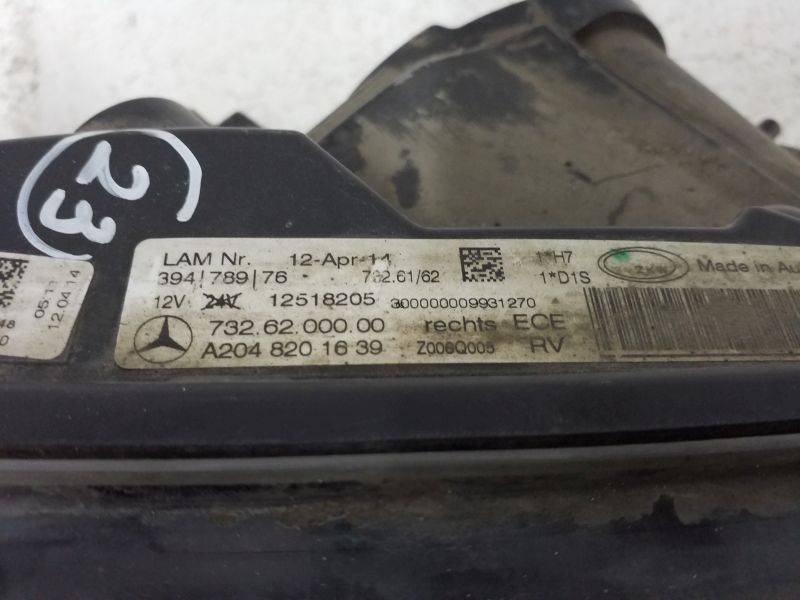 23
05:11
12.04.14
LAM Nr. 12-Apr-14
394|789|76 732.61/62 1*H7 1*D1S Made in Au
12V 24V 12518205 300000009931270
732.62.000.00 rechts ECE
A204 820 16 39 Z006Q005 RV